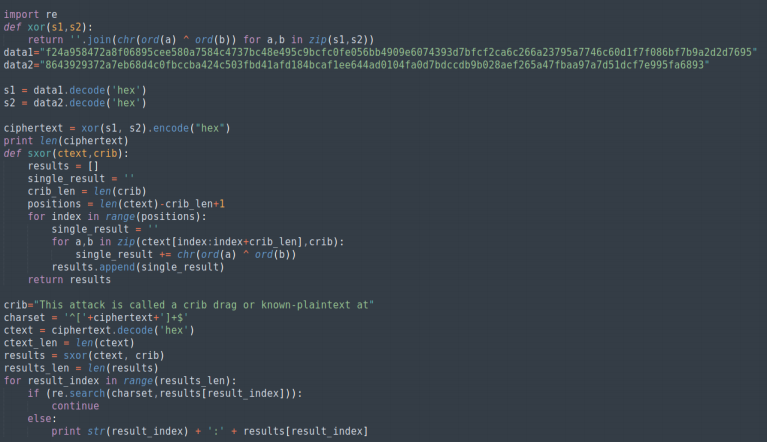 import re
def xor(s1,s2):
    return ''.join(chr(ord(a) ^ ord(b)) for a,b in zip(s1,s2))
data1="f24a958472a8f06895cee580a7584c4737bc48e495c9bcfc0fe056bb4909e6074393d7bfcf2ca6c266a23795a7746c60d1f7f086bf7b9a2d2d7695"
data2="8643929372a7eb68d4c0fbccba424c503fbd41afd184bcaf1ee644ad0104fa0d7bdccdb9b028aef265a47fbaa97a7d51dcf7e995fa6893"

s1 = data1.decode('hex')
s2 = data2.decode('hex')

ciphertext = xor(s1, s2).encode("hex")
print len(ciphertext)
def sxor(ctext,crib):
    results = []
    single_result = ''
    crib_len = len(crib)
    positions = len(ctext)-crib_len+1
    for index in range(positions):
        single_result = ''
        for a,b in zip(ctext[index:index+crib_len],crib):
            single_result += chr(ord(a) ^ ord(b))
        results.append(single_result)
    return results

crib="This attack is called a crib drag or known-plaintext at"
charset = '^['+ciphertext+']+$'
ctext = ciphertext.decode('hex')
ctext_len = len(ctext)
results = sxor(ctext, crib)
results_len = len(results)
for result_index in range(results_len):
    if (re.search(charset,results[result_index])):
        continue
    else:
        print str(result_index) + ':' + results[result_index]